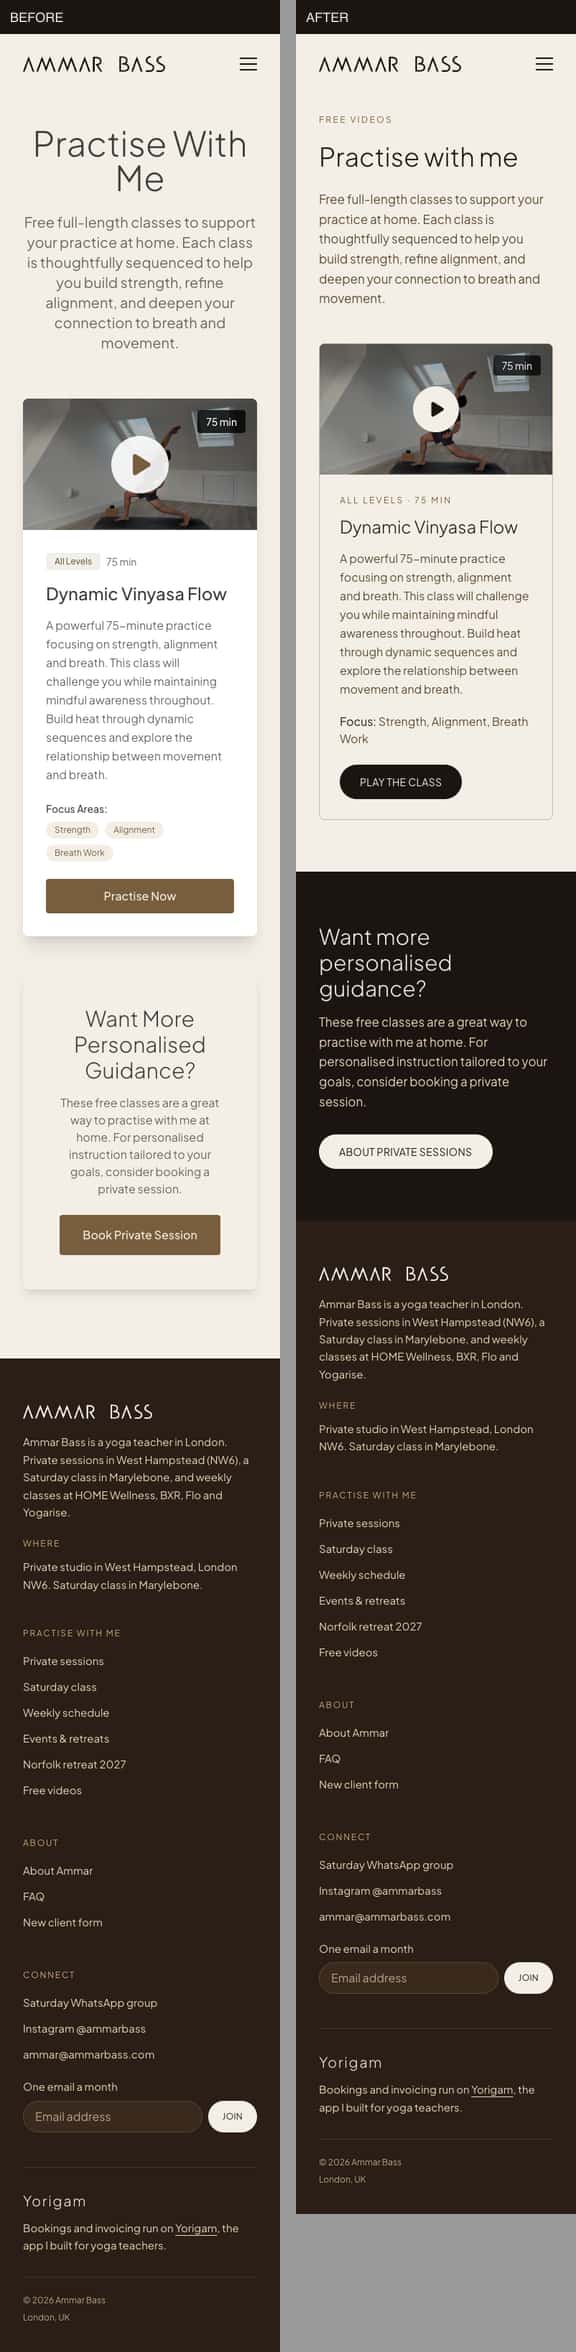 BEFORE
AMMAR BASS
Practise With
Me
Free full-length classes to support
your practice at home. Each class
is thoughtfully sequenced to help
you build strength, refine
alignment, and deepen your
connection to breath and
movement.
75 min
All Levels 75 min
Dynamic Vinyasa Flow
A powerful 75-minute practice
focusing on strength, alignment
and breath. This class will
challenge you while maintaining
mindful awareness throughout.
Build heat through dynamic
sequences and explore the
relationship between movement
and breath.
Focus Areas:
Strength Alignment
Breath Work
Practise Now
Want More
Personalised
Guidance?
These free classes are a great
way to practise with me at
home. For personalised
instruction tailored to your
goals, consider booking a
private session.
Book Private Session
AMMAR BASS
Ammar Bass is a yoga teacher in London.
Private sessions in West Hampstead (NW6), a
Saturday class in Marylebone, and weekly
classes at HOME Wellness, BXR, Flo and
Yogarise.
WHERE
Private studio in West Hampstead, London
NW6. Saturday class in Marylebone.
PRACTISE WITH ME
Private sessions
Saturday class
Weekly schedule
Events & retreats
Norfolk retreat 2027
Free videos
ABOUT
About Ammar
FAQ
New client form
CONNECT
Saturday WhatsApp group
Instagram @ammarbass
ammar@ammarbass.com
One email a month
Email address JOIN
Yorigam
Bookings and invoicing run on Yorigam, the
app I built for yoga teachers.
© 2026 Ammar Bass
London, UK
AFTER
AMMAR BASS
FREE VIDEOS
Practise with me
Free full-length classes to support your
practice at home. Each class is
thoughtfully sequenced to help you
build strength, refine alignment, and
deepen your connection to breath and
movement.
75 min
ALL LEVELS · 75 MIN
Dynamic Vinyasa Flow
A powerful 75-minute practice
focusing on strength, alignment
and breath. This class will challenge
you while maintaining mindful
awareness throughout. Build heat
through dynamic sequences and
explore the relationship between
movement and breath.
Focus: Strength, Alignment, Breath
Work
PLAY THE CLASS
Want more
personalised
guidance?
These free classes are a great way to
practise with me at home. For
personalised instruction tailored to your
goals, consider booking a private
session.
ABOUT PRIVATE SESSIONS
AMMAR BASS
Ammar Bass is a yoga teacher in London.
Private sessions in West Hampstead (NW6), a
Saturday class in Marylebone, and weekly
classes at HOME Wellness, BXR, Flo and
Yogarise.
WHERE
Private studio in West Hampstead, London
NW6. Saturday class in Marylebone.
PRACTISE WITH ME
Private sessions
Saturday class
Weekly schedule
Events & retreats
Norfolk retreat 2027
Free videos
ABOUT
About Ammar
FAQ
New client form
CONNECT
Saturday WhatsApp group
Instagram @ammarbass
ammar@ammarbass.com
One email a month
Email address JOIN
Yorigam
Bookings and invoicing run on Yorigam, the
app I built for yoga teachers.
© 2026 Ammar Bass
London, UK